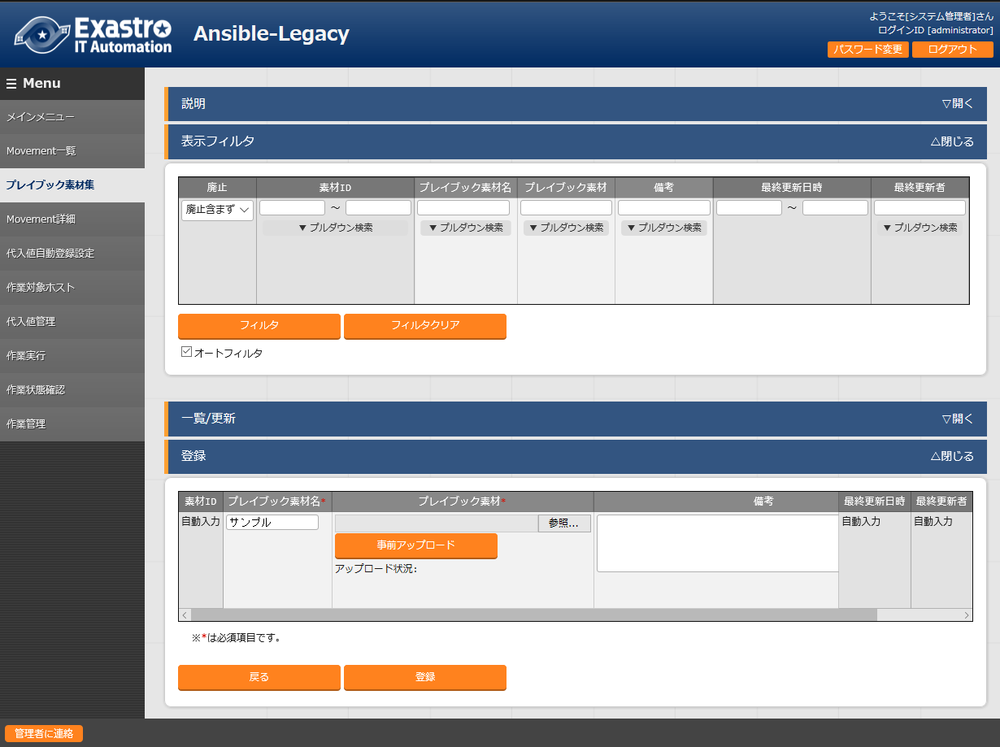 Exastro
IT Automation
Ansible-Legacy
ようこそ[システム管理者]さん
ログインID [administrator]
パスワード変更
ログアウト
Menu
メインメニュー
Movement一覧
プレイブック素材集
Movement詳細
代入値自動登録設定
作業対象ホスト
代入値管理
作業実行
作業状態確認
作業管理
説明 ▽開く
表示フィルタ △閉じる
廃止 素材ID プレイブック素材名 プレイブック素材 備考 最終更新日時 最終更新者
廃止含まず ～ ～
▼プルダウン検索 ▼プルダウン検索 ▼プルダウン検索 ▼プルダウン検索 ▼プルダウン検索
フィルタ フィルタクリア
オートフィルタ
一覧/更新 ▽開く
登録 △閉じる
素材ID プレイブック素材名* プレイブック素材* 備考 最終更新日時 最終更新者
自動入力 サンプル 参照... 自動入力 自動入力
事前アップロード
アップロード状況:
※*は必須項目です。
戻る 登録
管理者に連絡